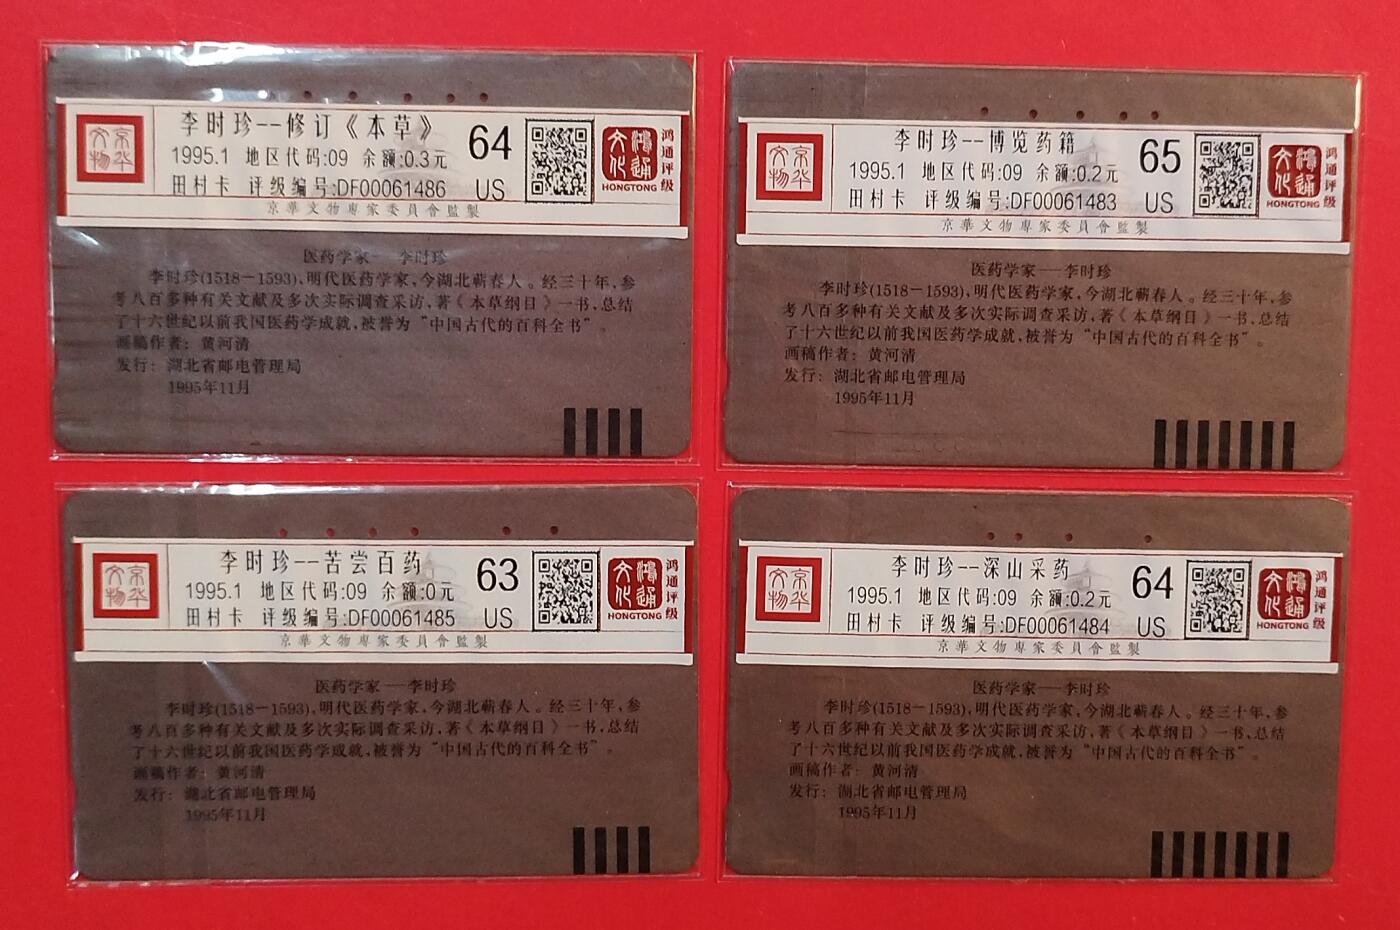 京华文物
李时珍--修订《本草》
64
1995.1 地区代码:09 余额:0.3元
田村卡 评级编号:DF00061486
US
鸿通文化
HONGTONG
鸿通评级
京華文物專家委員會監製
医药学家— 李时珍
李时珍(1518－1593),明代医药学家,今湖北蕲春人。经三十年,参
考八百多种有关文献及多次实际调查采访,著《本草纲目》一书,总结
了十六世纪以前我国医药学成就,被誉为“中国古代的百科全书”。
画稿作者：黄河清
发行：湖北省邮电管理局
1995年11月
京华文物
李时珍--博览药籍
65
1995.1 地区代码:09 余额:0.2元
田村卡 评级编号:DF00061483
US
鸿通文化
HONGTONG
鸿通评级
京華文物專家委員會監製
医药学家——李时珍
李时珍(1518－1593),明代医药学家,今湖北蕲春人。经三十年,参
考八百多种有关文献及多次实际调查采访,著《本草纲目》一书,总结
了十六世纪以前我国医药学成就,被誉为“中国古代的百科全书”。
画稿作者：黄河清
发行：湖北省邮电管理局
1995年11月
京华文物
李时珍--苦尝百药
63
1995.1 地区代码:09 余额:0元
田村卡 评级编号:DF00061485
US
鸿通文化
HONGTONG
鸿通评级
京華文物專家委員會監製
医药学家——李时珍
李时珍(1518－1593),明代医药学家,今湖北蕲春人。经三十年,参
考八百多种有关文献及多次实际调查采访,著《本草纲目》一书,总结
了十六世纪以前我国医药学成就,被誉为“中国古代的百科全书”。
画稿作者：黄河清
发行：湖北省邮电管理局
1995年11月
京华文物
李时珍--深山采药
64
1995.1 地区代码:09 余额:0.2元
田村卡 评级编号:DF00061484
US
鸿通文化
HONGTONG
鸿通评级
京華文物專家委員會監製
医药学家——李时珍
李时珍(1518－1593),明代医药学家,今湖北蕲春人。经三十年,参
考八百多种有关文献及多次实际调查采访,著《本草纲目》一书,总结
了十六世纪以前我国医药学成就,被誉为“中国古代的百科全书”
画稿作者：黄河清
发行：湖北省邮电管理局
1995年11月